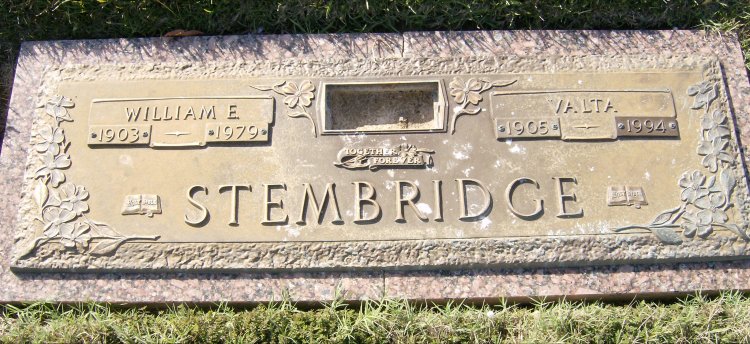 WILLIAM E.
1903 1979
VALTA
1905 1994
TOGETHER
FOREVER
STEMBRIDGE